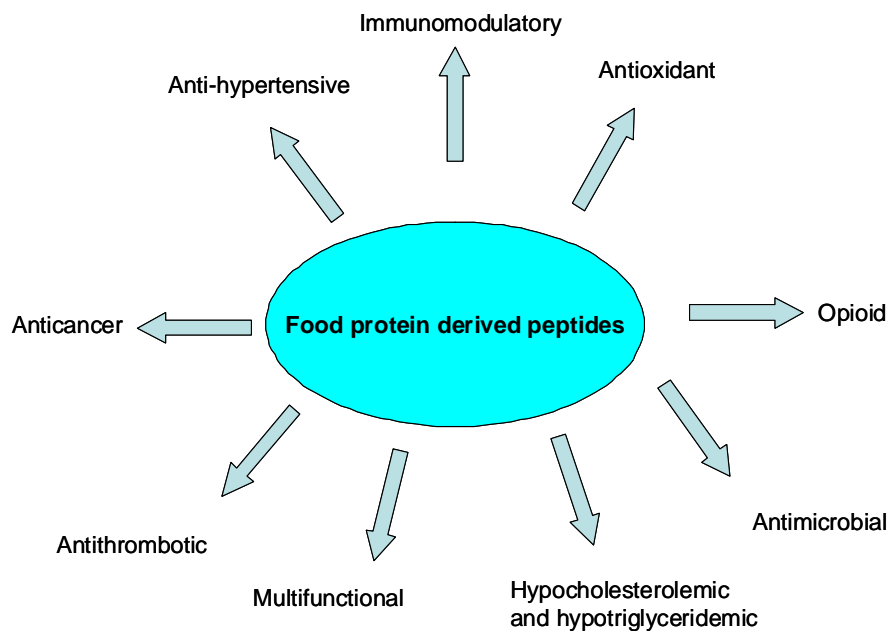 Immunomodulatory
Antioxidant
Anti-hypertensive
Food protein derived peptides
Opioid
Anticancer
Antimicrobial
Antithrombotic
Multifunctional
Hypocholesterolemic
and hypotriglyceridemic